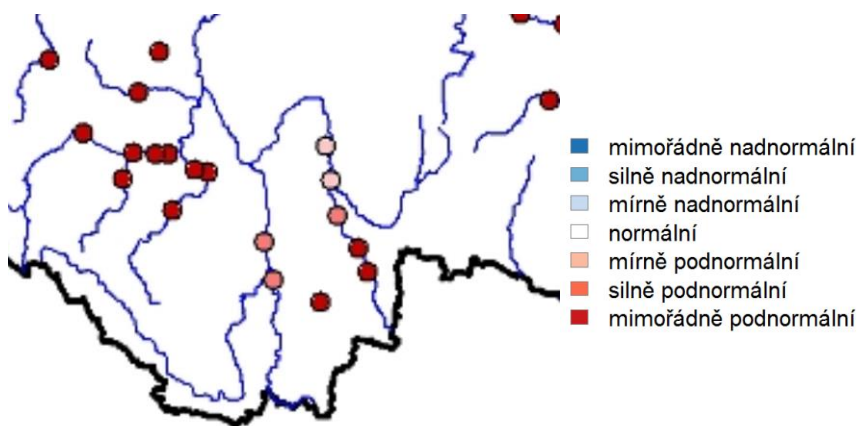 mimořádně nadnormální
silně nadnormální
mírně nadnormální
normální
mírně podnormální
silně podnormální
mimořádně podnormální